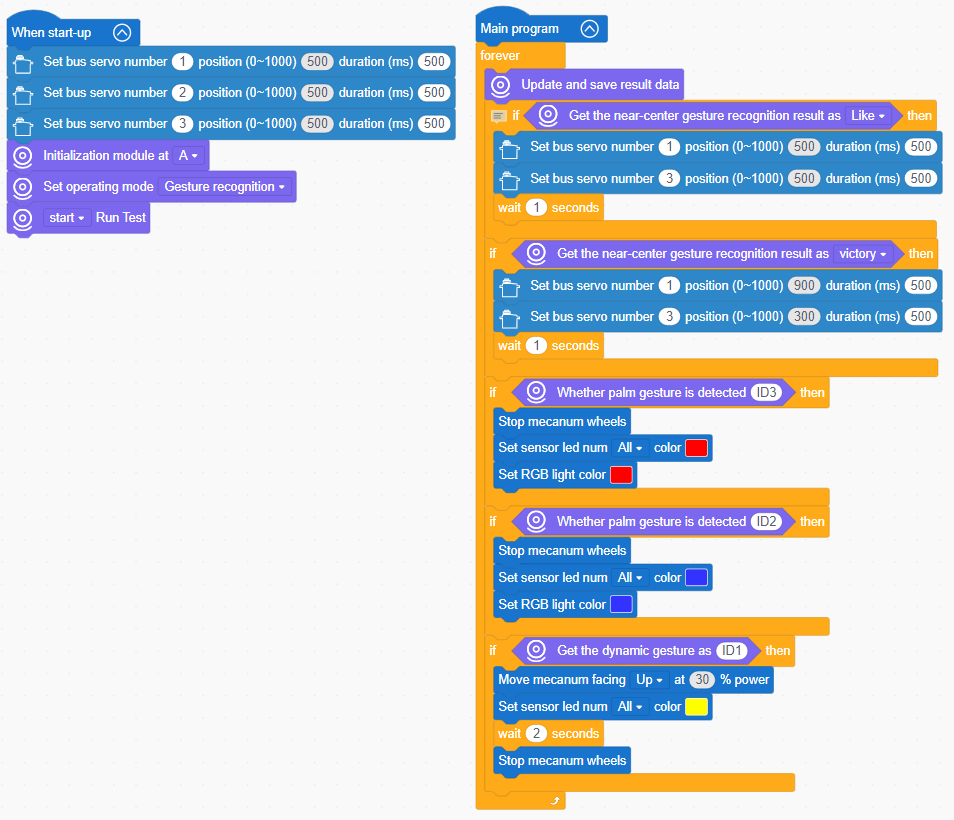 When start-up
Set bus servo number 1 position (0~1000) 500 duration (ms) 500
Set bus servo number 2 position (0~1000) 500 duration (ms) 500
Set bus servo number 3 position (0~1000) 500 duration (ms) 500
Initialization module at A
Set operating mode Gesture recognition
start Run Test
Main program
forever
Update and save result data
if Get the near-center gesture recognition result as Like then
Set bus servo number 1 position (0~1000) 500 duration (ms) 500
Set bus servo number 3 position (0~1000) 500 duration (ms) 500
wait 1 seconds
if Get the near-center gesture recognition result as victory then
Set bus servo number 1 position (0~1000) 900 duration (ms) 500
Set bus servo number 3 position (0~1000) 300 duration (ms) 500
wait 1 seconds
if Whether palm gesture is detected ID3 then
Stop mecanum wheels
Set sensor led num All color
Set RGB light color
if Whether palm gesture is detected ID2 then
Stop mecanum wheels
Set sensor led num All color
Set RGB light color
if Get the dynamic gesture as ID1 then
Move mecanum facing Up at 30 % power
Set sensor led num All color
wait 2 seconds
Stop mecanum wheels